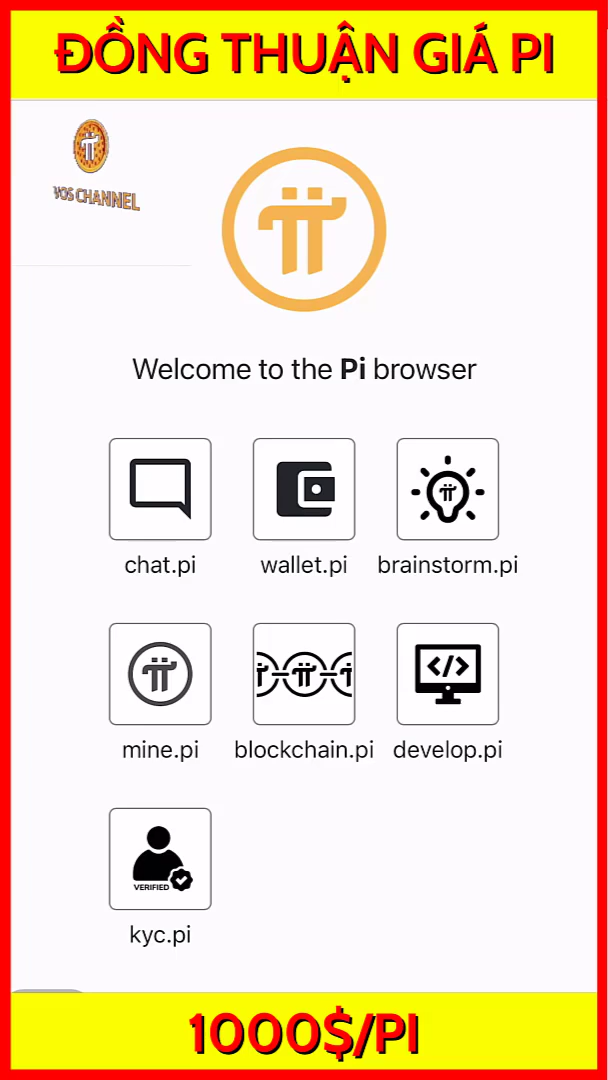 ĐỒNG THUẬN GIÁ PI
VOS CHANNEL
Welcome to the Pi browser
chat.pi
wallet.pi
brainstorm.pi
mine.pi
blockchain.pi
develop.pi
VERIFIED
kyc.pi
1000$/PI